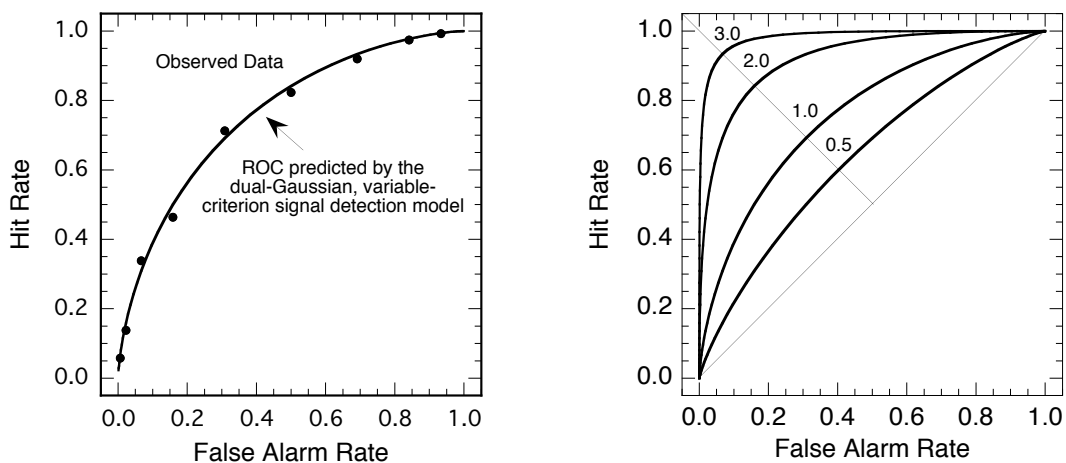 1.0
0.8
0.6
0.4
0.2
0.0
Hit Rate
Observed Data
ROC predicted by the
dual-Gaussian, variable-
criterion signal detection model
0.0 0.2 0.4 0.6 0.8 1.0
False Alarm Rate
1.0
0.8
0.6
0.4
0.2
0.0
Hit Rate
3.0
2.0
1.0
0.5
0.0 0.2 0.4 0.6 0.8 1.0
False Alarm Rate